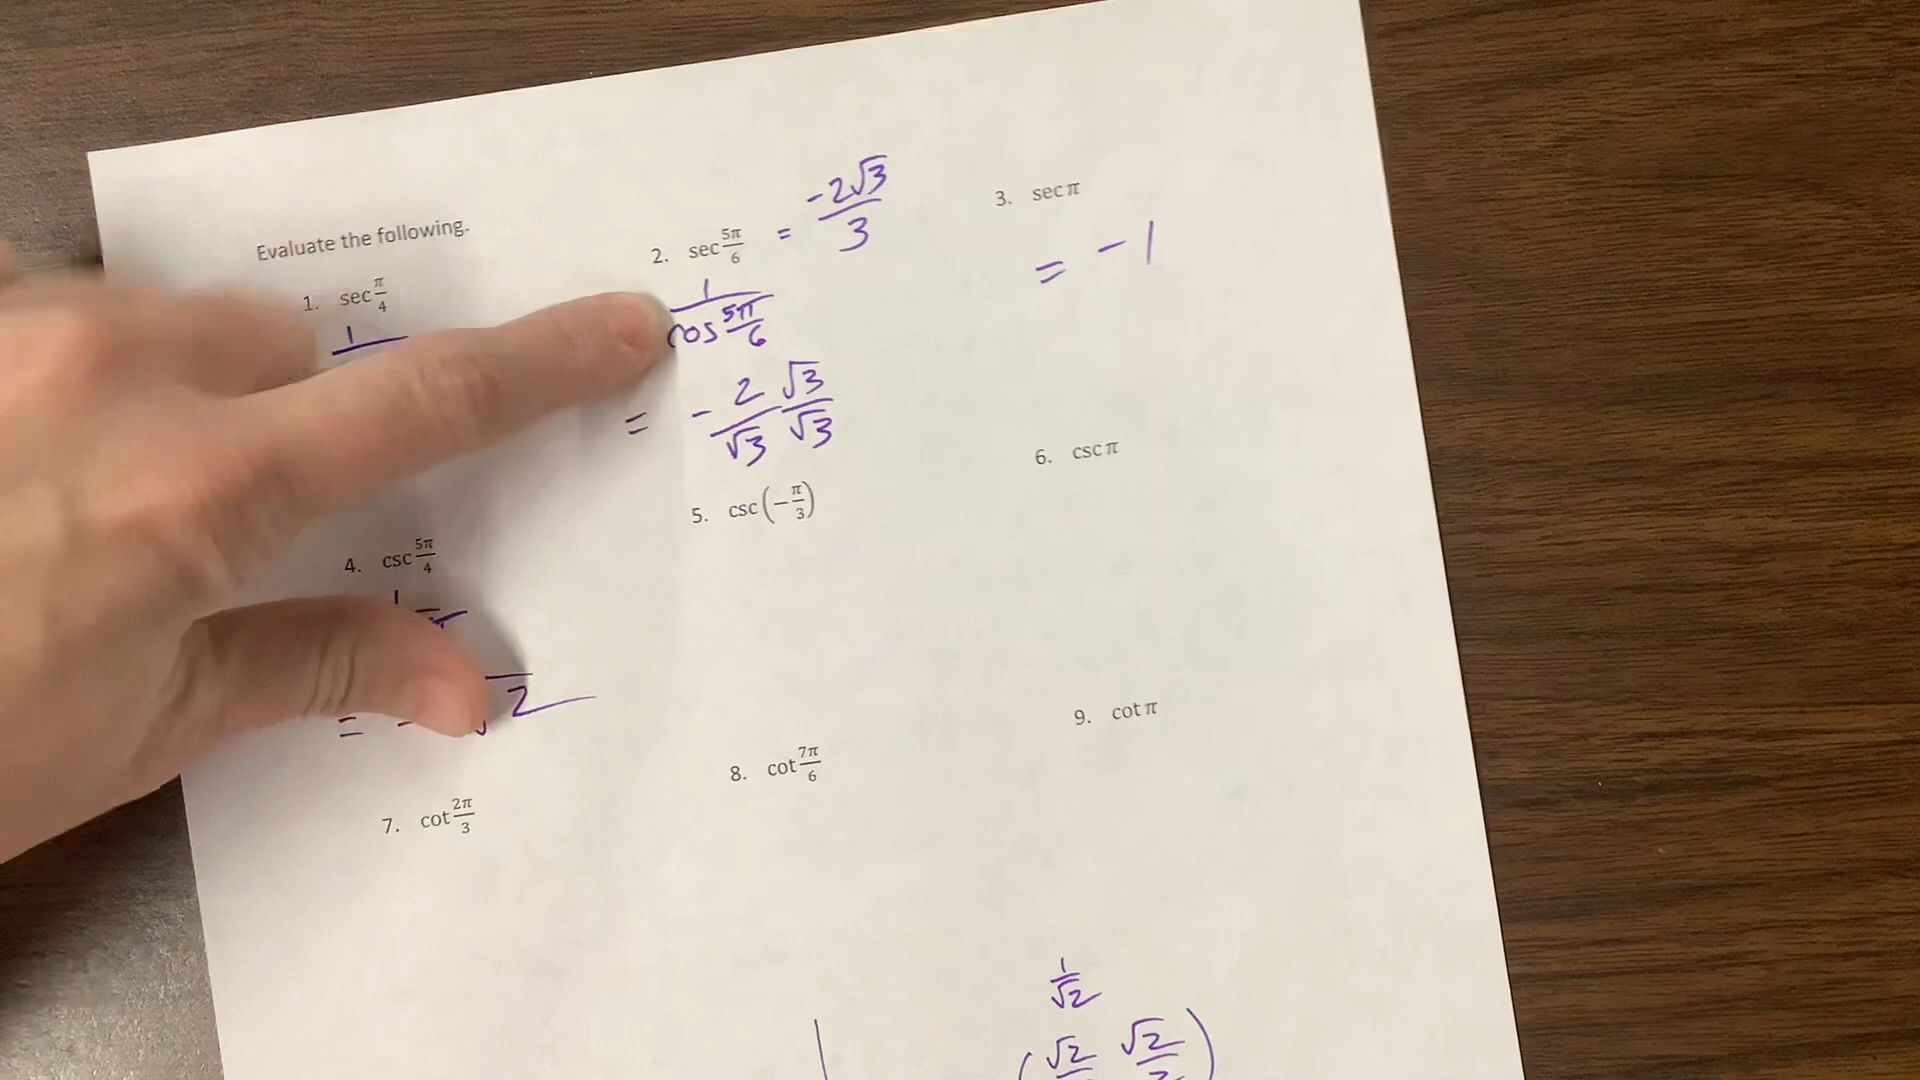 Evaluate the following.
1. sec π/4
1
2. sec 5π/6 = -2√3/3
1/cos 5π/6
= - 2/√3 √3/√3
3. sec π
= -1
4. csc 5π/4
1
= - √2
5. csc(-π/3)
6. csc π
7. cot 2π/3
8. cot 7π/6
9. cot π
1/√2
(√2 √2/2)